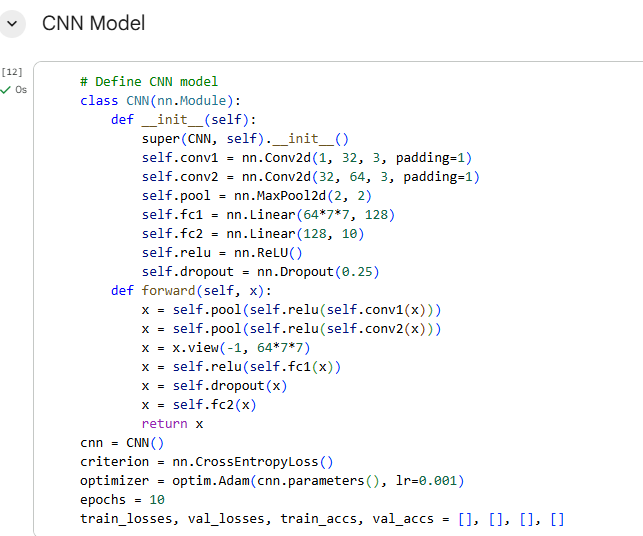 CNN Model
[12]
0s
# Define CNN model
class CNN(nn.Module):
    def __init__(self):
        super(CNN, self).__init__()
        self.conv1 = nn.Conv2d(1, 32, 3, padding=1)
        self.conv2 = nn.Conv2d(32, 64, 3, padding=1)
        self.pool = nn.MaxPool2d(2, 2)
        self.fc1 = nn.Linear(64*7*7, 128)
        self.fc2 = nn.Linear(128, 10)
        self.relu = nn.ReLU()
        self.dropout = nn.Dropout(0.25)
    def forward(self, x):
        x = self.pool(self.relu(self.conv1(x)))
        x = self.pool(self.relu(self.conv2(x)))
        x = x.view(-1, 64*7*7)
        x = self.relu(self.fc1(x))
        x = self.dropout(x)
        x = self.fc2(x)
        return x
cnn = CNN()
criterion = nn.CrossEntropyLoss()
optimizer = optim.Adam(cnn.parameters(), lr=0.001)
epochs = 10
train_losses, val_losses, train_accs, val_accs = [], [], [], []